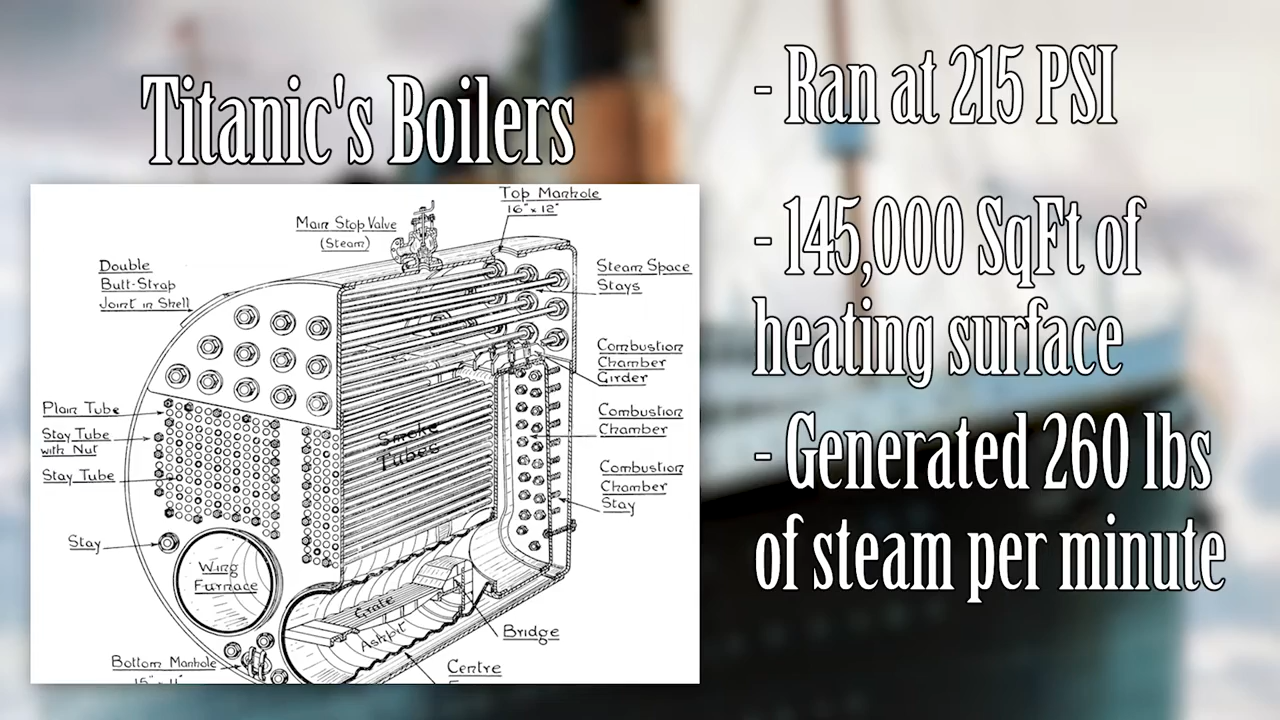 Titanic's Boilers
- Ran at 215 PSI
- 145,000 SqFt of
heating surface
- Generated 260 lbs
of steam per minute
Top Manhole
16" x 12"
Main Stop Valve
(Steam)
Double
Butt-Strap
Joint in Shell
Steam Space
Stays
Combustion
Chamber
Girder
Combustion
Chamber
Combustion
Chamber
Stay
Plain Tube
Stay Tube
with Nut
Stay Tube
Stay
Smoke
Tubes
Wing
Furnace
Grate
Ashpit
Bridge
Bottom Manhole
Centre